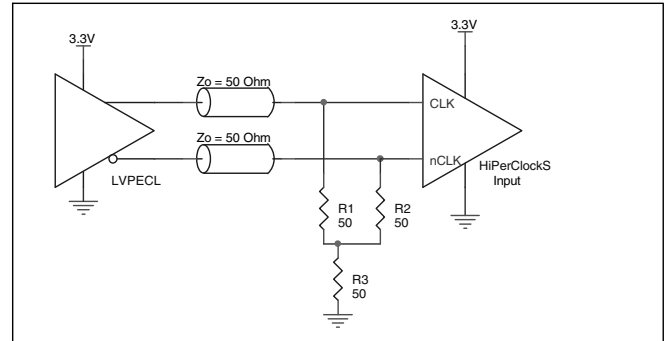 3.3V
3.3V
Zo = 50 Ohm
CLK
Zo = 50 Ohm
nCLK
LVPECL
HiPerClockS
Input
R1
50
R2
50
R3
50